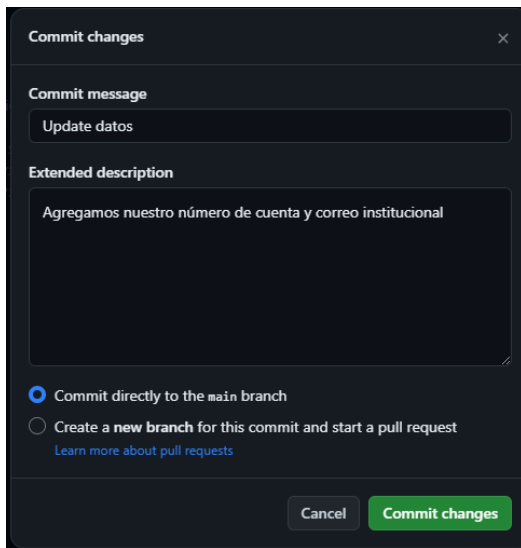 Commit changes
Commit message
Update datos
Extended description
Agregamos nuestro número de cuenta y correo institucional
Commit directly to the main branch
Create a new branch for this commit and start a pull request
Learn more about pull requests
Cancel
Commit changes